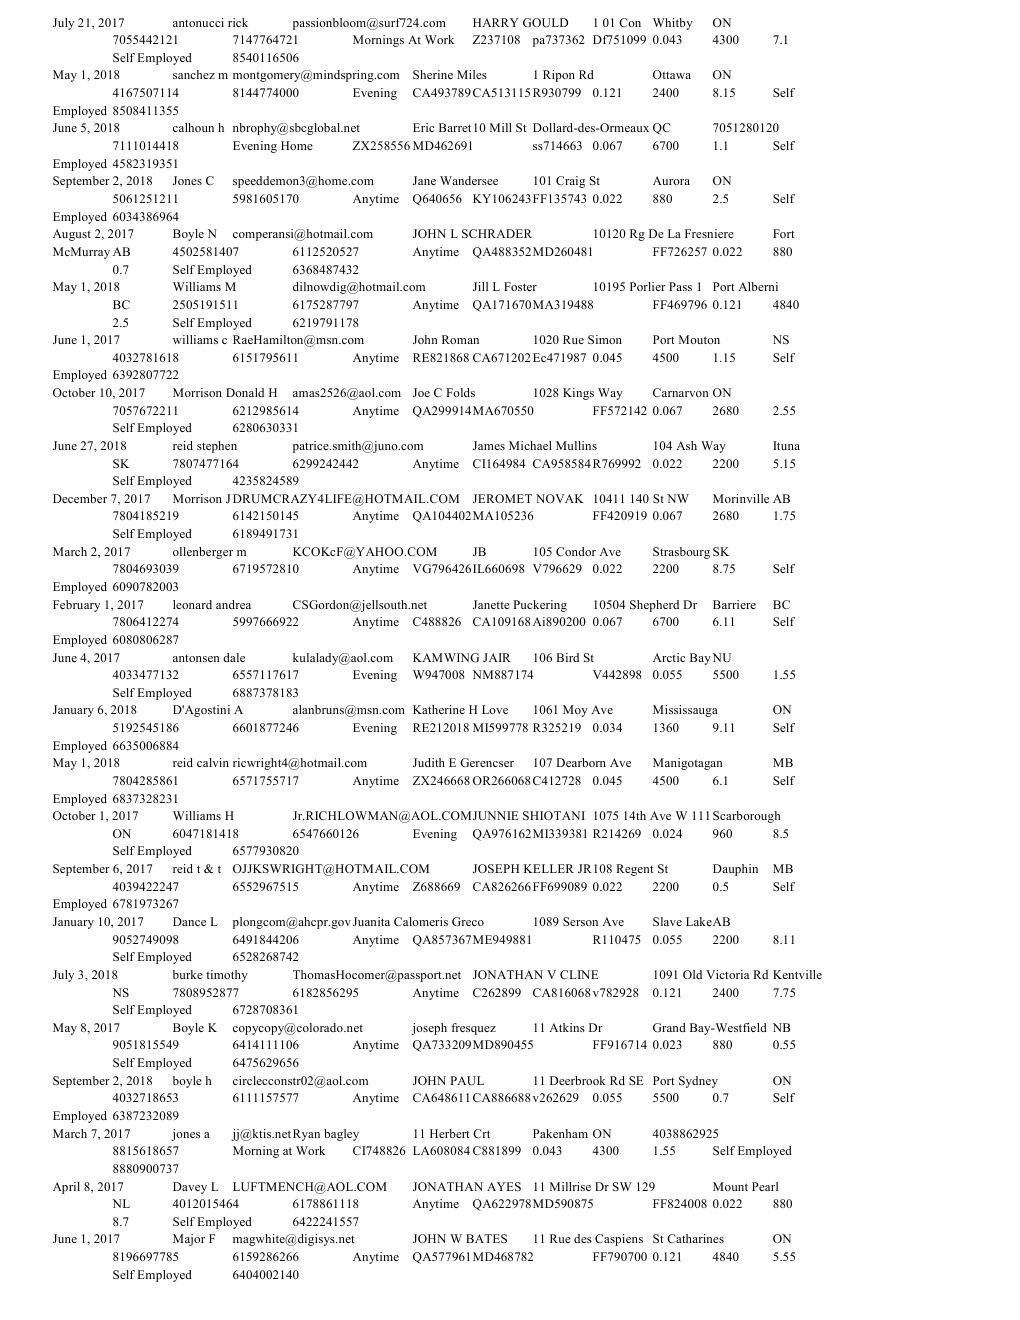 July 21, 2017 antonucci rick passionbloom@surf724.com HARRY GOULD 1 01 Con Whitby ON
7055442121 7147764721 Mornings At Work Z237108 pa737362 Df751099 0.043 4300 7.1
Self Employed 8540116506
May 1, 2018 sanchez m montgomery@mindspring.com Sherine Miles 1 Ripon Rd Ottawa ON
4167507114 8144774000 Evening CA493789 CA513115 R930799 0.121 2400 8.15 Self
Employed 8508411355
June 5, 2018 calhoun h nbrophy@sbcglobal.net Eric Barret 10 Mill St Dollard-des-Ormeaux QC 7051280120
7111014418 Evening Home ZX258556 MD462691 ss714663 0.067 6700 1.1 Self
Employed 4582319351
September 2, 2018 Jones C speeddemon3@home.com Jane Wandersee 101 Craig St Aurora ON
5061251211 5981605170 Anytime Q640656 KY106243 FF135743 0.022 880 2.5 Self
Employed 6034386964
August 2, 2017 Boyle N comperansi@hotmail.com JOHN L SCHRADER 10120 Rg De La Fresniere Fort
McMurray AB 4502581407 6112520527 Anytime QA488352 MD260481 FF726257 0.022 880
0.7 Self Employed 6368487432
May 1, 2018 Williams M dilnowdig@hotmail.com Jill L Foster 10195 Porlier Pass 1 Port Alberni
BC 2505191511 6175287797 Anytime QA171670 MA319488 FF469796 0.121 4840
2.5 Self Employed 6219791178
June 1, 2017 williams c RaeHamilton@msn.com John Roman 1020 Rue Simon Port Mouton NS
4032781618 6151795611 Anytime RE821868 CA671202 Ec471987 0.045 4500 1.15 Self
Employed 6392807722
October 10, 2017 Morrison Donald H amas2526@aol.com Joe C Folds 1028 Kings Way Carnarvon ON
7057672211 6212985614 Anytime QA299914 MA670550 FF572142 0.067 2680 2.55
Self Employed 6280630331
June 27, 2018 reid stephen patrice.smith@juno.com James Michael Mullins 104 Ash Way Ituna
SK 7807477164 6299242442 Anytime CI164984 CA958584 R769992 0.022 2200 5.15
Self Employed 4235824589
December 7, 2017 Morrison J DRUMCRAZY4LIFE@HOTMAIL.COM JEROMET NOVAK 10411 140 St NW Morinville AB
7804185219 6142150145 Anytime QA104402 MA105236 FF420919 0.067 2680 1.75
Self Employed 6189491731
March 2, 2017 ollenberger m KCOKcF@YAHOO.COM JB 105 Condor Ave Strasbourg SK
7804693039 6719572810 Anytime VG796426 IL660698 V796629 0.022 2200 8.75 Self
Employed 6090782003
February 1, 2017 leonard andrea CSGordon@jellsouth.net Janette Puckering 10504 Shepherd Dr Barriere BC
7806412274 5997666922 Anytime C488826 CA109168 Ai890200 0.067 6700 6.11 Self
Employed 6080806287
June 4, 2017 antonsen dale kulalady@aol.com KAMWING JAIR 106 Bird St Arctic Bay NU
4033477132 6557117617 Evening W947008 NM887174 V442898 0.055 5500 1.55
Self Employed 6887378183
January 6, 2018 D'Agostini A alanbruns@msn.com Katherine H Love 1061 Moy Ave Mississauga ON
5192545186 6601877246 Evening RE212018 MI599778 R325219 0.034 1360 9.11 Self
Employed 6635006884
May 1, 2018 reid calvin ricwright4@hotmail.com Judith E Gerencser 107 Dearborn Ave Manigotagan MB
7804285861 6571755717 Anytime ZX246668 OR266068 C412728 0.045 4500 6.1 Self
Employed 6837328231
October 1, 2017 Williams H Jr.RICHLOWMAN@AOL.COM JUNNIE SHIOTANI 1075 14th Ave W 111 Scarborough
ON 6047181418 6547660126 Evening QA976162 MI339381 R214269 0.024 960 8.5
Self Employed 6577930820
September 6, 2017 reid t & t OJJKSWRIGHT@HOTMAIL.COM JOSEPH KELLER JR 108 Regent St Dauphin MB
4039422247 6552967515 Anytime Z688669 CA826266 FF699089 0.022 2200 0.5 Self
Employed 6781973267
January 10, 2017 Dance L plongcom@ahcpr.gov Juanita Calomeris Greco 1089 Serson Ave Slave Lake AB
9052749098 6491844206 Anytime QA857367 ME949881 R110475 0.055 2200 8.11
Self Employed 6528268742
July 3, 2018 burke timothy ThomasHocomer@passport.net JONATHAN V CLINE 1091 Old Victoria Rd Kentville
NS 7808952877 6182856295 Anytime C262899 CA816068 v782928 0.121 2400 7.75
Self Employed 6728708361
May 8, 2017 Boyle K copycopy@colorado.net joseph fresquez 11 Atkins Dr Grand Bay-Westfield NB
9051815549 6414111106 Anytime QA733209 MD890455 FF916714 0.023 880 0.55
Self Employed 6475629656
September 2, 2018 boyle h circlecconstr02@aol.com JOHN PAUL 11 Deerbrook Rd SE Port Sydney ON
4032718653 6111157577 Anytime CA648611 CA886688 v262629 0.055 5500 0.7 Self
Employed 6387232089
March 7, 2017 jones a jj@ktis.net Ryan bagley 11 Herbert Crt Pakenham ON 4038862925
8815618657 Morning at Work CI748826 LA608084 C881899 0.043 4300 1.55 Self Employed
8880900737
April 8, 2017 Davey L LUFTMENCH@AOL.COM JONATHAN AYES 11 Millrise Dr SW 129 Mount Pearl
NL 4012015464 6178861118 Anytime QA622978 MD590875 FF824008 0.022 880
8.7 Self Employed 6422241557
June 1, 2017 Major F magwhite@digisys.net JOHN W BATES 11 Rue des Caspiens St Catharines ON
8196697785 6159286266 Anytime QA577961 MD468782 FF790700 0.121 4840 5.55
Self Employed 6404002140